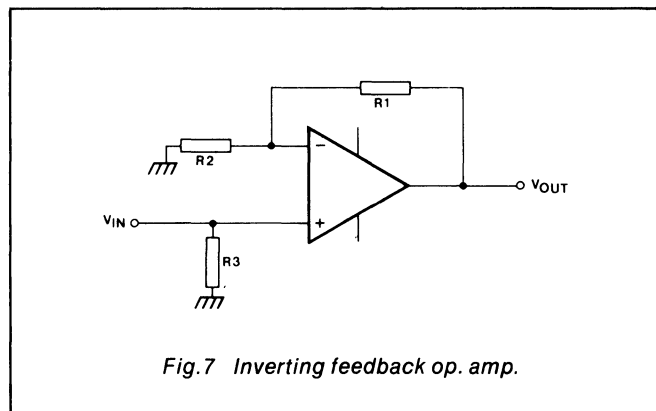 R1
R2
−
VIN
+
VOUT
R3
Fig.7 Inverting feedback op. amp.